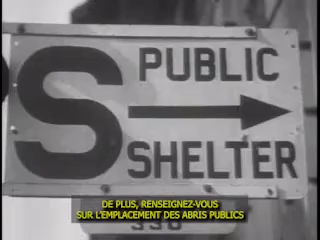 S PUBLIC
SHELTER
DE PLUS, RENSEIGNEZ-VOUS
SUR L'EMPLACEMENT DES ABRIS PUBLICS